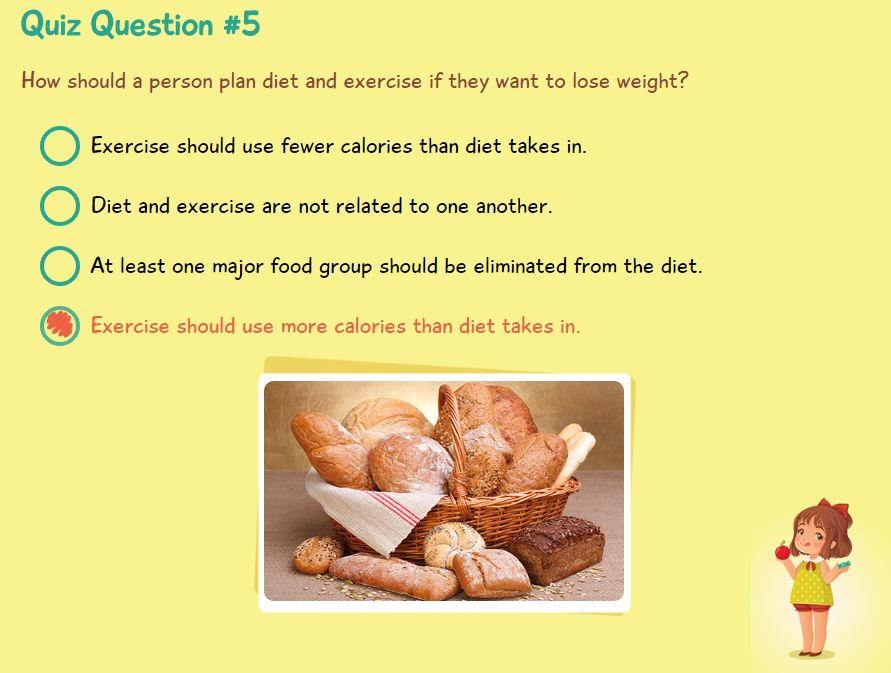 Quiz Question #5
How should a person plan diet and exercise if they want to lose weight?
Exercise should use fewer calories than diet takes in.
Diet and exercise are not related to one another.
At least one major food group should be eliminated from the diet.
Exercise should use more calories than diet takes in.